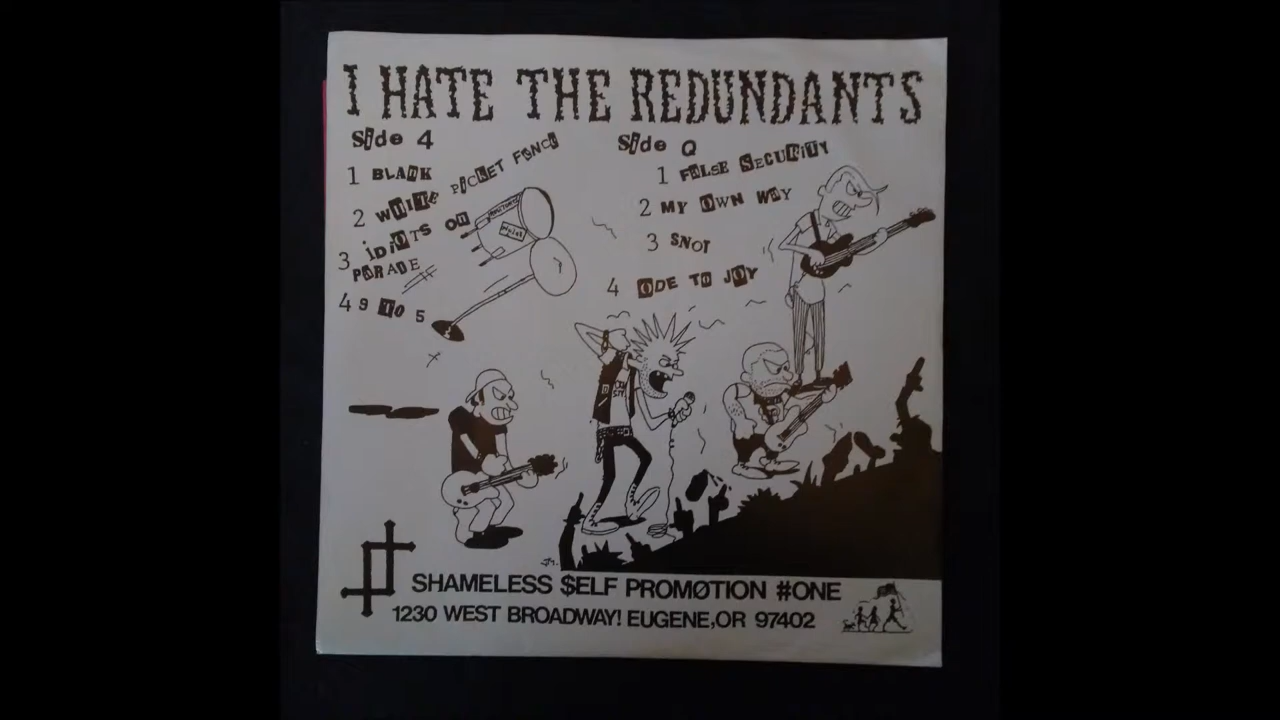 I HATE THE REDUNDANTS
Side 4
1 BLANK
2 WHITE PICKET FENCE
3 IDIOTS ON
PARADE
4 9 TO 5
Side Q
1 FALSE SECURITY
2 MY OWN WAY
3 SNOT
4 ODE TO JOY
SHAMELESS $ELF PROMØTION #ONE
1230 WEST BROADWAY! EUGENE,OR 97402